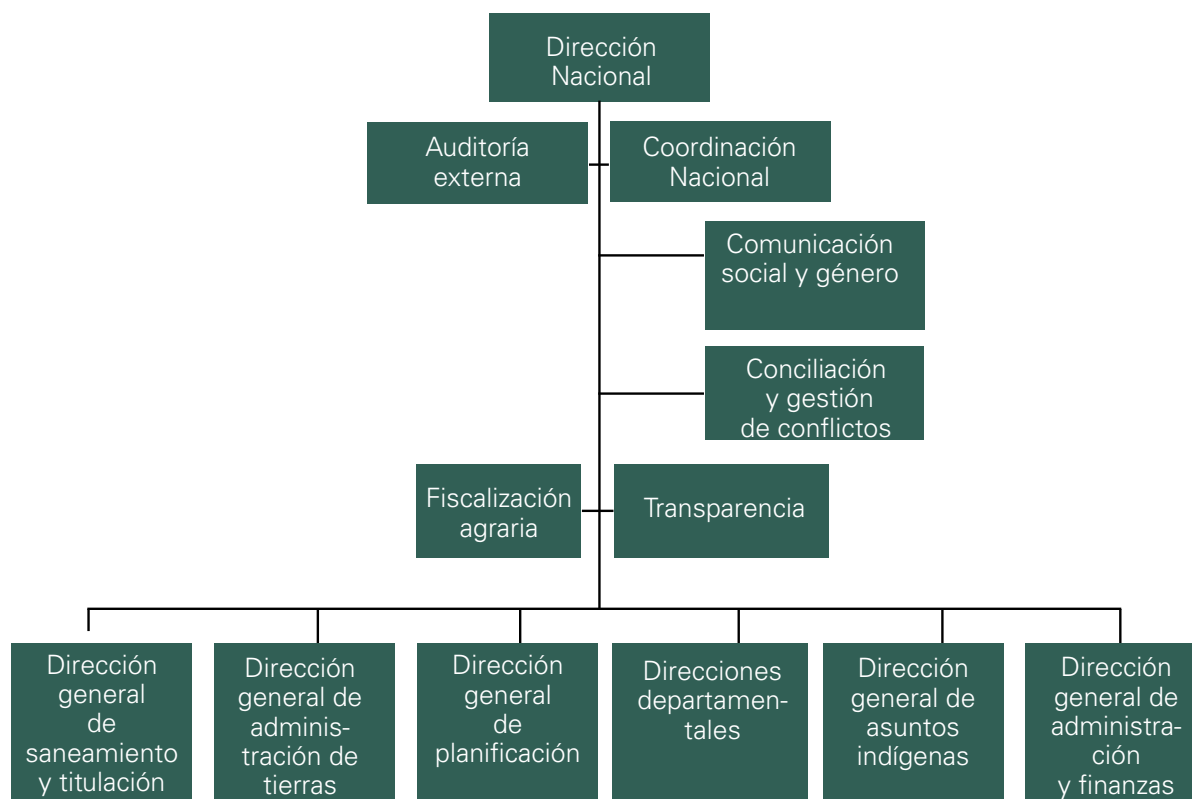 Dirección
Nacional
Auditoría
externa
Coordinación
Nacional
Comunicación
social y género
Conciliación
y gestión
de conflictos
Fiscalización
agraria
Transparencia
Dirección
general
de
saneamiento
y titulación
Dirección
general de
adminis-
tración de
tierras
Dirección
general
de
planificación
Direcciones
departamen-
tales
Dirección
general de
asuntos
indígenas
Dirección
general de
administra-
ción
y finanzas